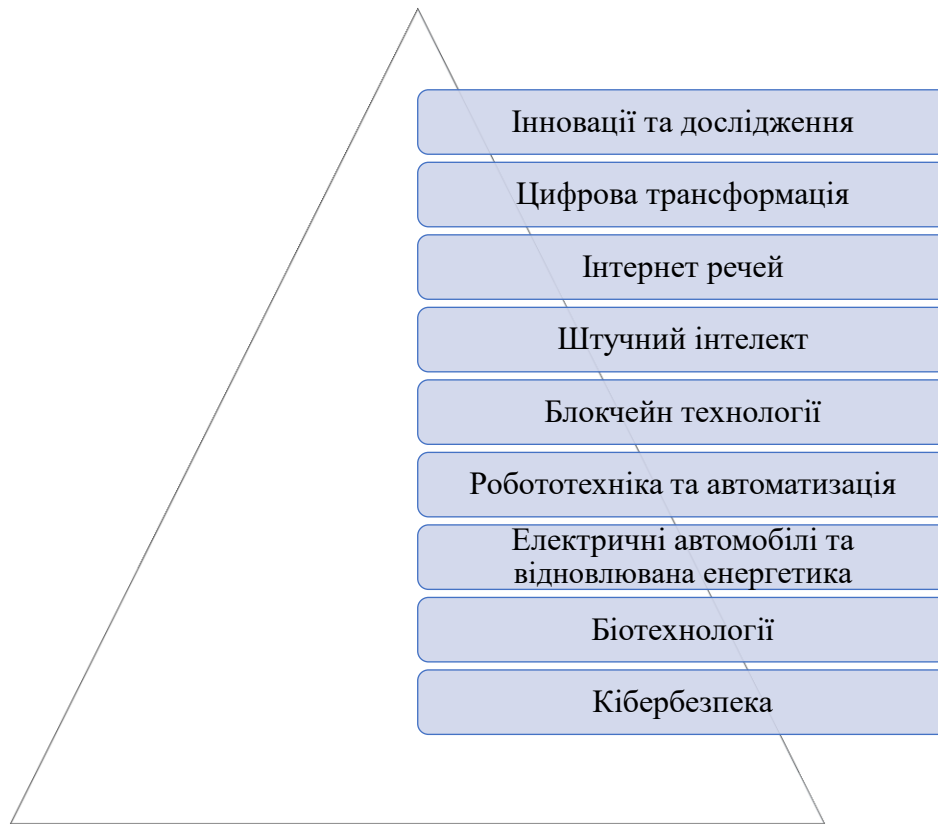 Інновації та дослідження
Цифрова трансформація
Інтернет речей
Штучний інтелект
Блокчейн технології
Робототехніка та автоматизація
Електричні автомобілі та
відновлювана енергетика
Біотехнології
Кібербезпека